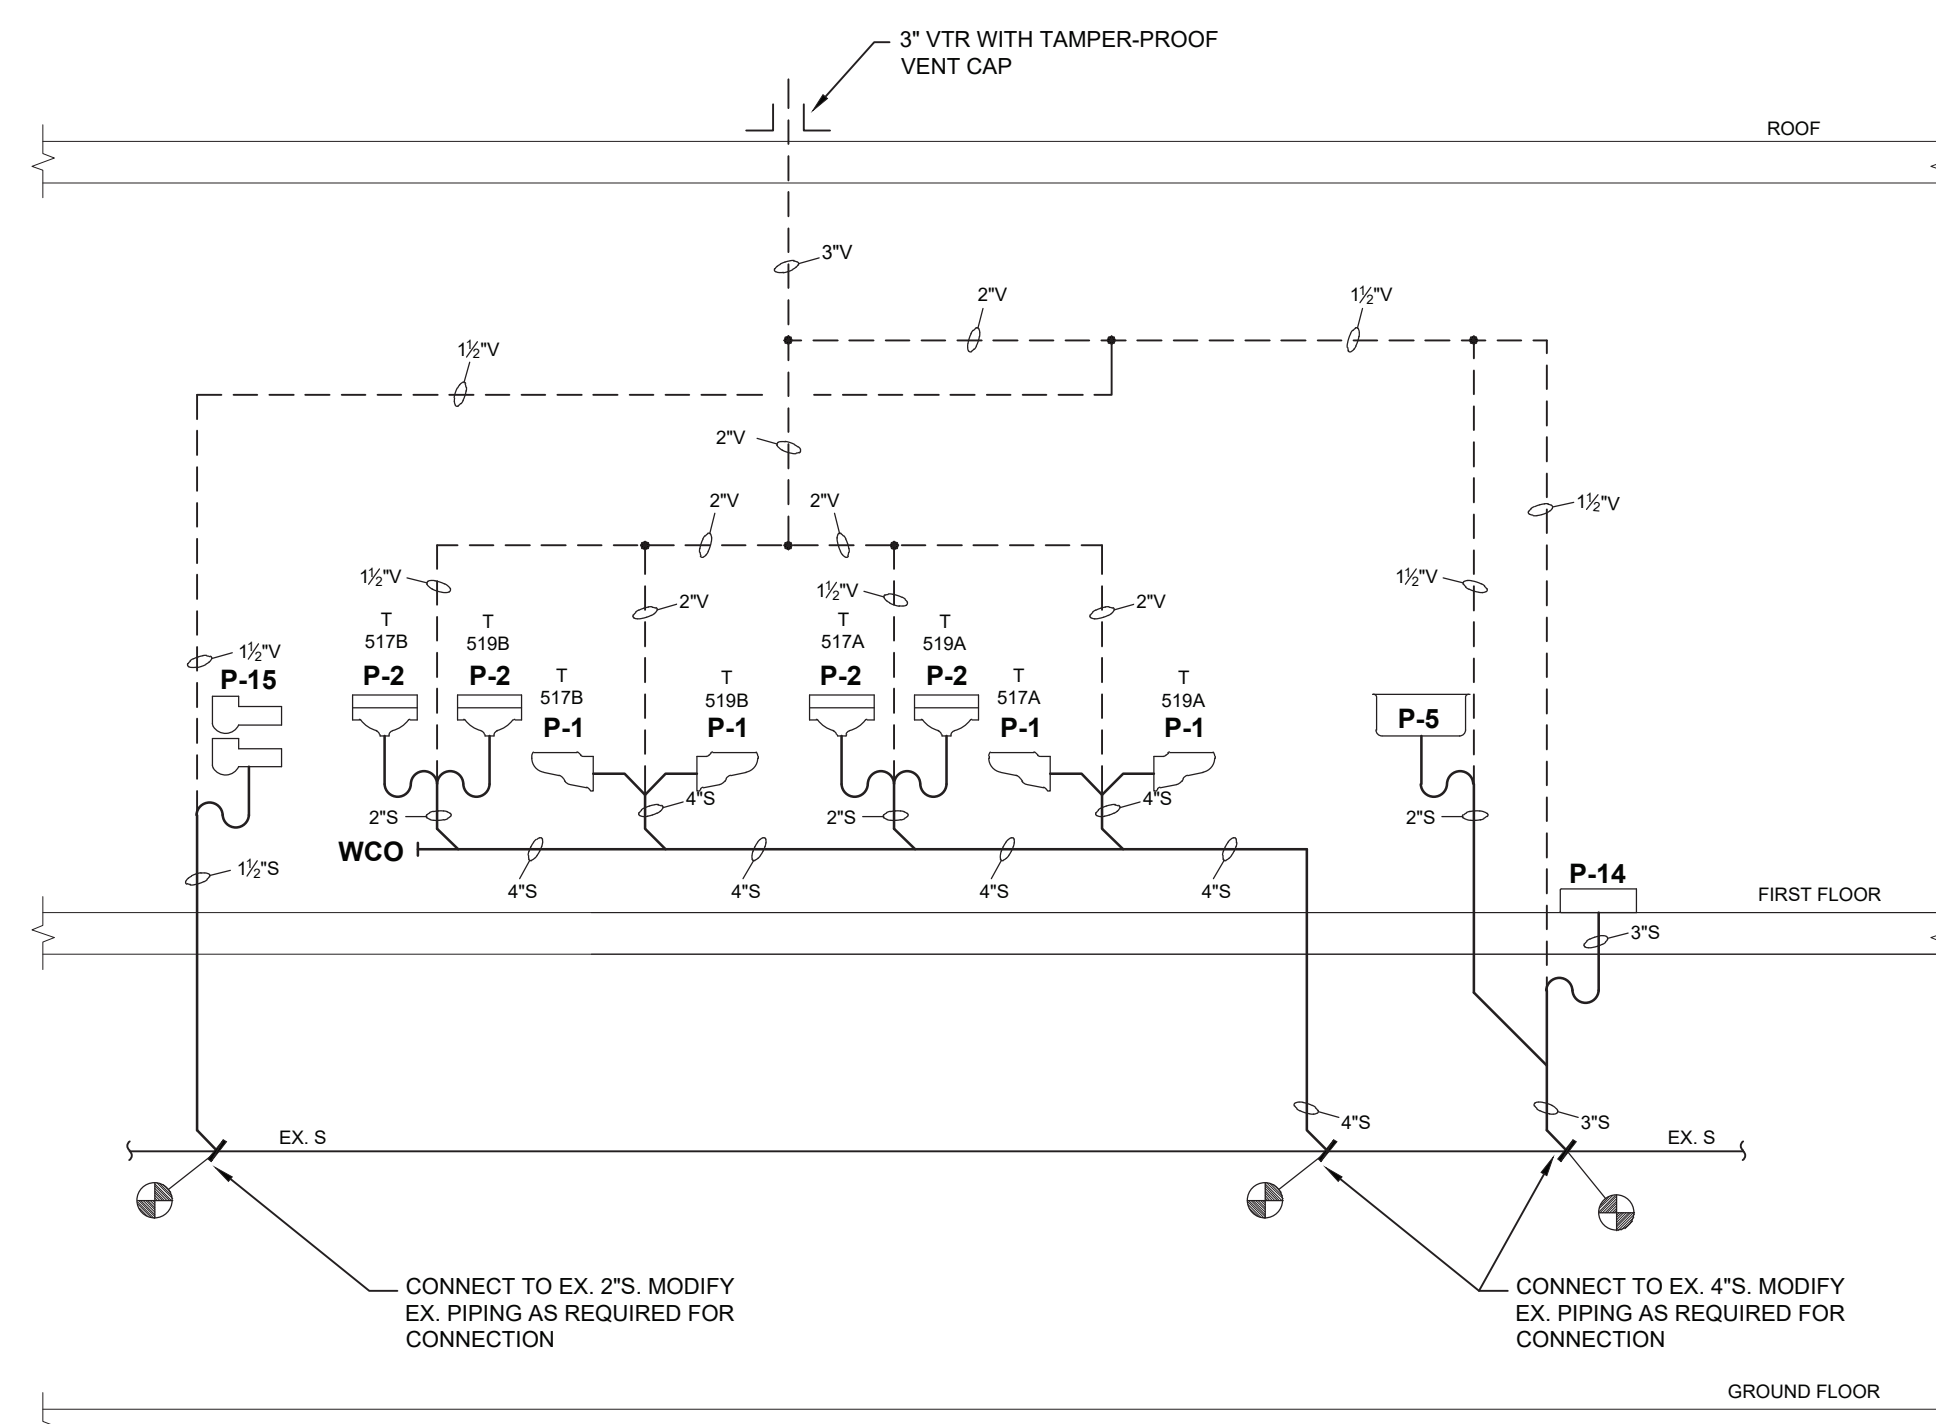 3" VTR WITH TAMPER-PROOF
VENT CAP
ROOF
3"V
2"V
1½"V
1½"V
2"V
2"V
2"V
1½"V
1½"V
2"V
1½"V
2"V
1½"V
1½"V
T
517B
P-2
T
519B
P-2
T
517A
P-2
T
519A
P-2
P-15
T
517B
P-1
T
519B
P-1
T
517A
P-1
T
519A
P-1
P-5
2"S
4"S
2"S
4"S
2"S
WCO
1½"S
4"S
4"S
4"S
4"S
P-14
FIRST FLOOR
3"S
4"S
3"S
EX. S
EX. S
CONNECT TO EX. 2"S. MODIFY
EX. PIPING AS REQUIRED FOR
CONNECTION
CONNECT TO EX. 4"S. MODIFY
EX. PIPING AS REQUIRED FOR
CONNECTION
GROUND FLOOR